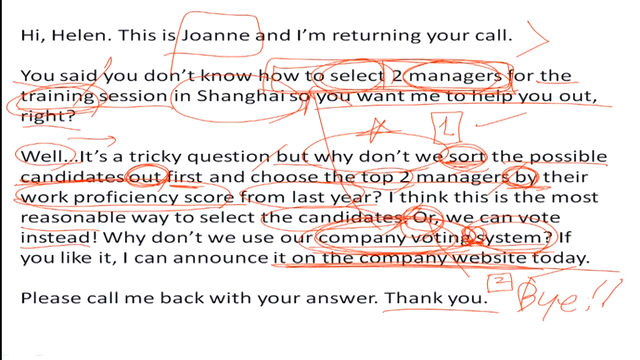 Hi, Helen. This is Joanne and I'm returning your call.
You said you don't know how to select 2 managers for the
training session in Shanghai so you want me to help you out,
right?
1
Well... It's a tricky question but why don't we sort the possible
candidates out first and choose the top 2 managers by their
work proficiency score from last year? I think this is the most
reasonable way to select the candidates. Or, we can vote
instead! Why don't we use our company voting system? If
you like it, I can announce it on the company website today.
2
Please call me back with your answer. Thank you.
Bye!!